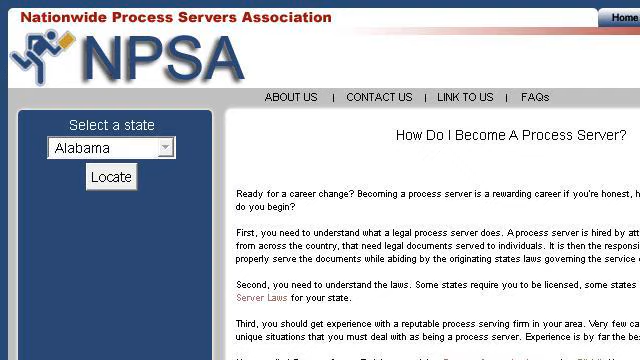 Nationwide Process Servers Association
Home
NPSA
ABOUT US | CONTACT US | LINK TO US | FAQs
Select a state
Alabama
Locate
How Do I Become A Process Server?
Ready for a career change? Becoming a process server is a rewarding career if you're honest, h
do you begin?
First, you need to understand what a legal process server does. A process server is hired by att
from across the country, that need legal documents served to individuals. It is then the responsi
properly serve the documents while abiding by the originating states laws governing the service
Second, you need to understand the laws. Some states require you to be licensed, some states
Server Laws for your state.
Third, you should get experience with a reputable process serving firm in your area. Very few ca
unique situations that you must deal with as being a process server. Experience is by far the bes